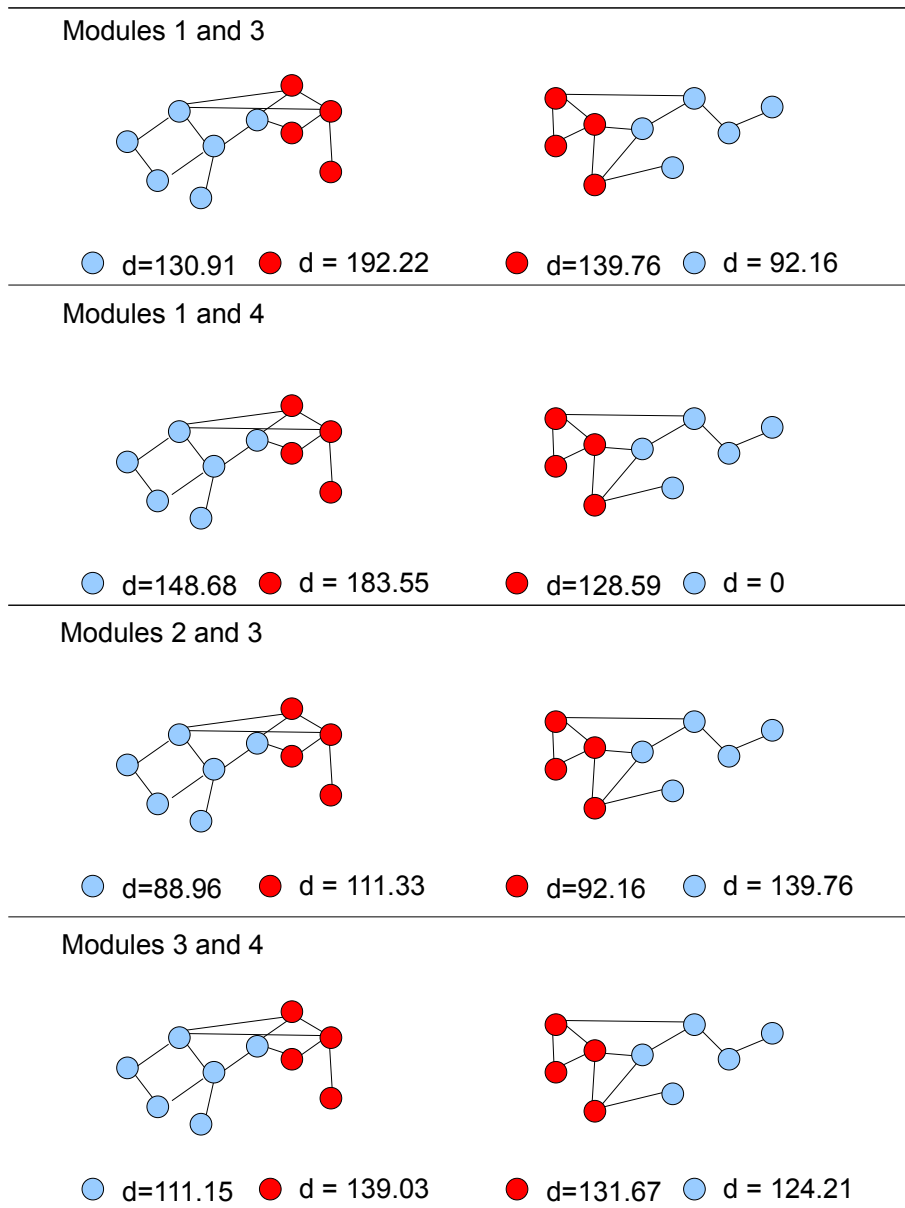 Modules 1 and 3
d=130.91 d = 192.22 d=139.76 d = 92.16
Modules 1 and 4
d=148.68 d = 183.55 d=128.59 d = 0
Modules 2 and 3
d=88.96 d = 111.33 d=92.16 d = 139.76
Modules 3 and 4
d=111.15 d = 139.03 d=131.67 d = 124.21